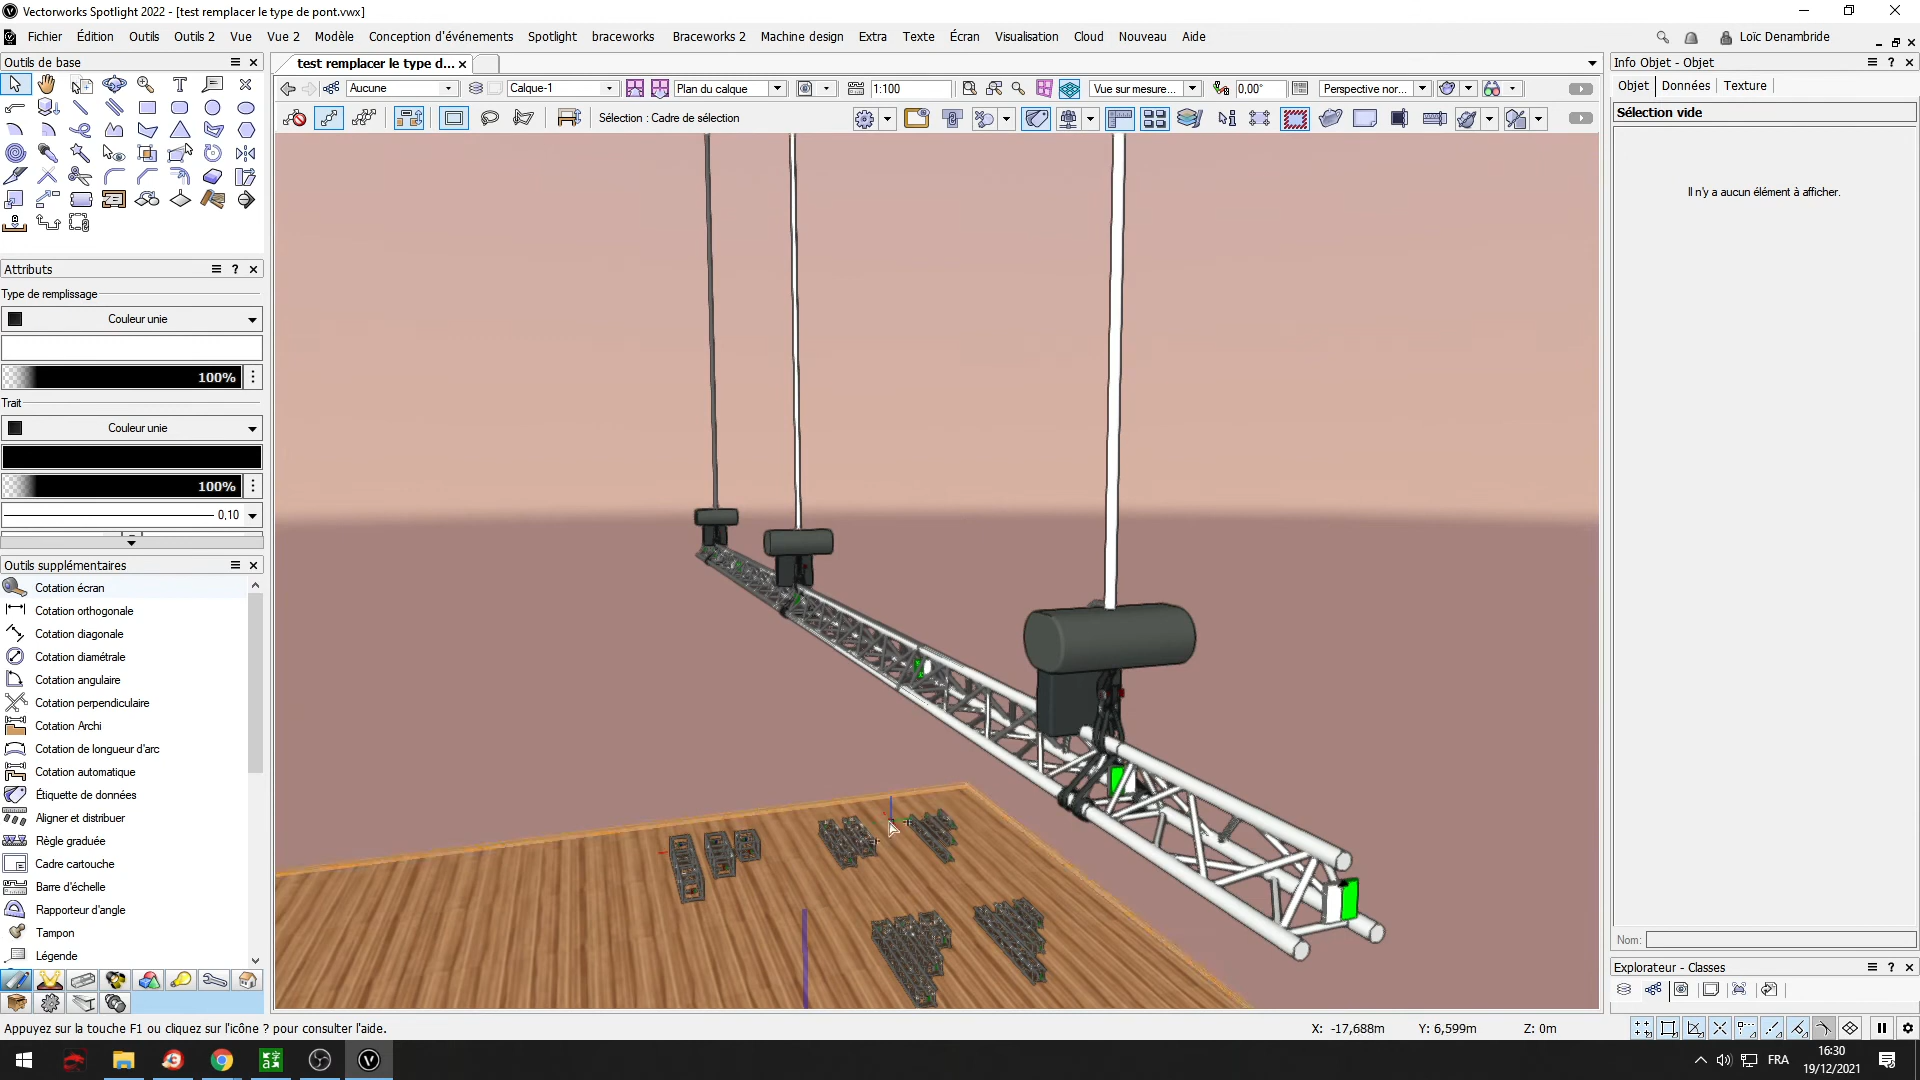 Vectorworks Spotlight 2022 - [test remplacer le type de pont.vwx]
Fichier Édition Outils Outils 2 Vue Vue 2 Modèle Conception d'événements Spotlight braceworks Braceworks 2 Machine design Extra Texte Écran Visualisation Cloud Nouveau Aide Loïc Denambride
Outils de base
test remplacer le type d...
Info Objet - Objet
Aucune Calque-1 Plan du calque 1:100 Vue sur mesure... 0,00° Perspective nor...
Objet Données Texture
Sélection : Cadre de sélection
Sélection vide
Il n'y a aucun élément à afficher.
Attributs
Type de remplissage
Couleur unie
100%
Trait
Couleur unie
100%
0,10
Outils supplémentaires
Cotation écran
Cotation orthogonale
Cotation diagonale
Cotation diamétrale
Cotation angulaire
Cotation perpendiculaire
Cotation Archi
Cotation de longueur d'arc
Cotation automatique
Étiquette de données
Aligner et distribuer
Règle graduée
Cadre cartouche
Barre d'échelle
Rapporteur d'angle
Tampon
Légende
Nom:
Explorateur - Classes
Appuyez sur la touche F1 ou cliquez sur l'icône ? pour consulter l'aide.
X: -17,688m Y: 6,599m Z: 0m
FRA
16:30
19/12/2021